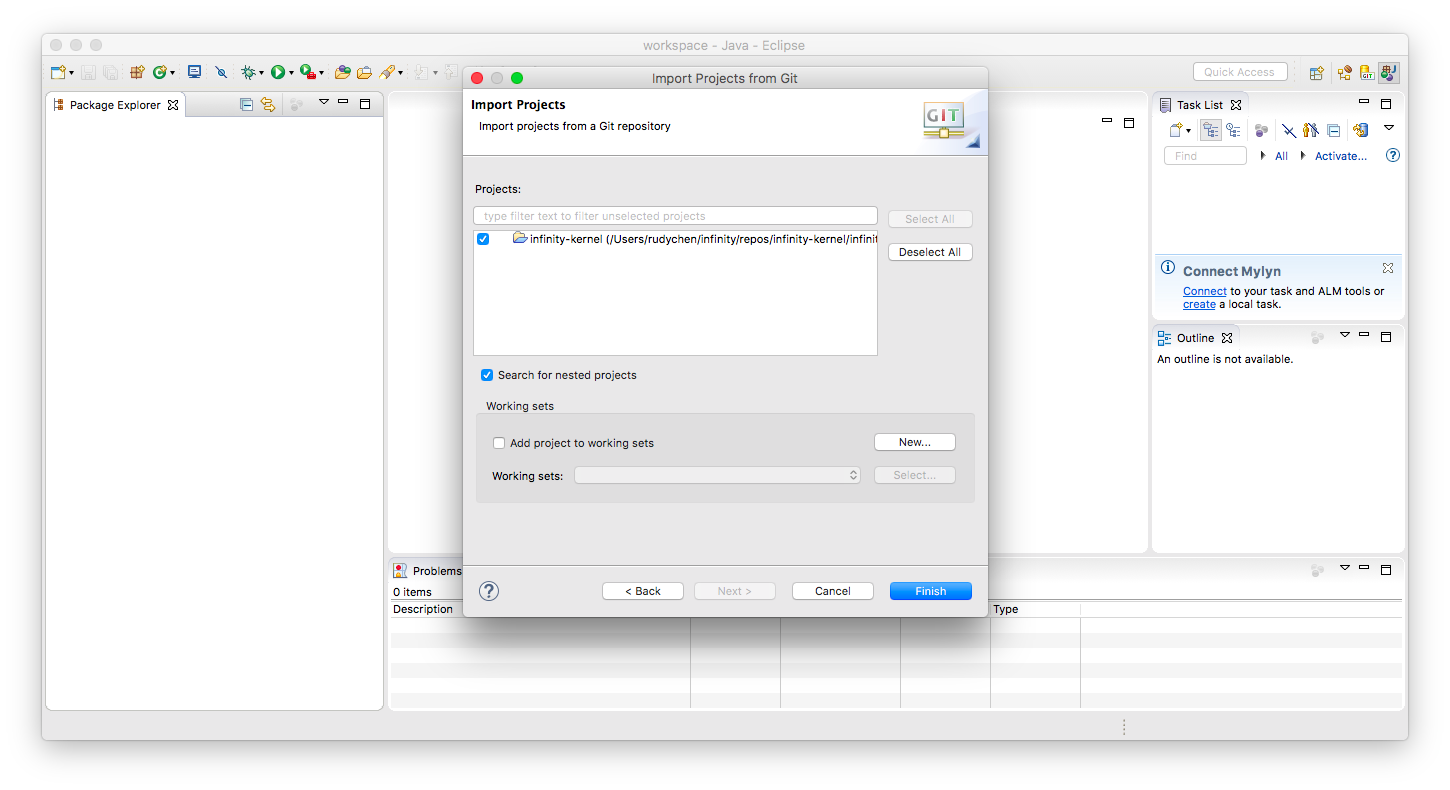 workspace - Java - Eclipse
Quick Access
GIT
Package Explorer
Import Projects from Git
Import Projects
Import projects from a Git repository
GIT
Projects:
type filter text to filter unselected projects
Select All
infinity-kernel (/Users/rudychen/infinity/repos/infinity-kernel/infinit
Deselect All
Search for nested projects
Working sets
Add project to working sets
New...
Working sets:
Select...
?
< Back
Next >
Cancel
Finish
Task List
Find
All
Activate...
?
Connect Mylyn
Connect to your task and ALM tools or
create a local task.
Outline
An outline is not available.
Problems
0 items
Description
Type